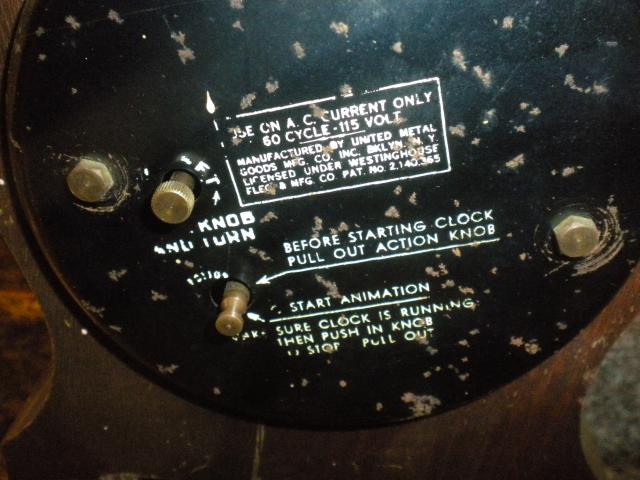 USE ON A.C. CURRENT ONLY
60 CYCLE-115 VOLT
MANUFACTURED BY UNITED METAL
GOODS MFG. CO. INC. BKLYN. N.Y.
LICENSED UNDER WESTINGHOUSE
ELEC & MFG. CO PAT. NO. 2,140,365
KNOB
AND TURN
BEFORE STARTING CLOCK
PULL OUT ACTION KNOB
START ANIMATION
SURE CLOCK IS RUNNING
THEN PUSH IN KNOB
TO STOP PULL OUT